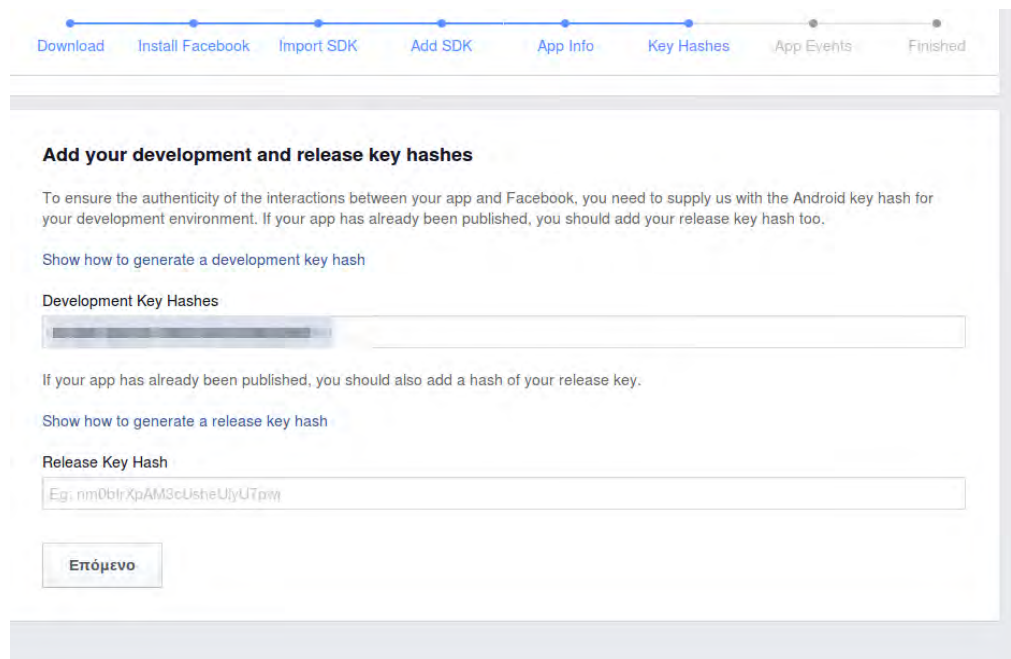 Download Install Facebook Import SDK Add SDK App Info Key Hashes App Events Finished
Add your development and release key hashes
To ensure the authenticity of the interactions between your app and Facebook, you need to supply us with the Android key hash for
your development environment. If your app has already been published, you should add your release key hash too.
Show how to generate a development key hash
Development Key Hashes
If your app has already been published, you should also add a hash of your release key.
Show how to generate a release key hash
Release Key Hash
Eg:
Επόμενο